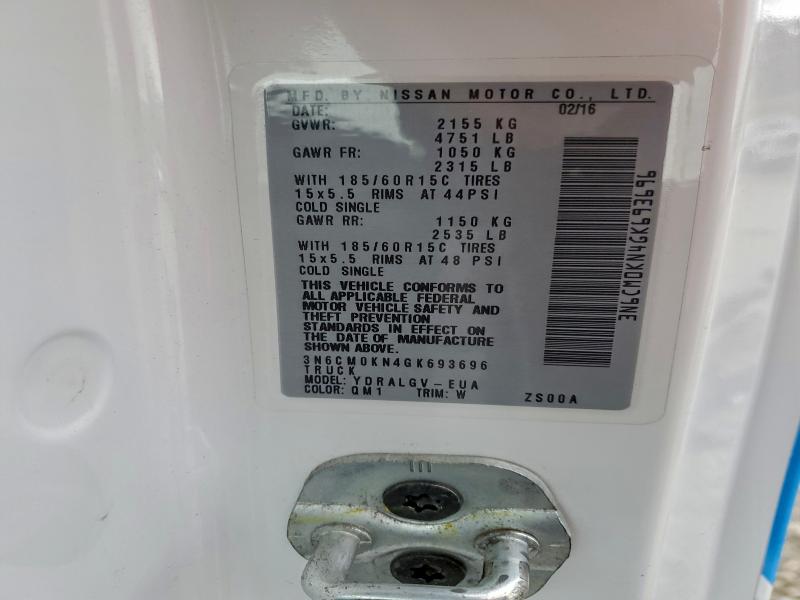 MFD. BY NISSAN MOTOR CO., LTD.
DATE: 02/16
GVWR: 2155 KG
4751 LB
GAWR FR: 1050 KG
2315 LB
WITH 185/60R15C TIRES
15x5.5 RIMS AT 44PSI
COLD SINGLE
GAWR RR: 1150 KG
2535 LB
WITH 185/60R15C TIRES
15x5.5 RIMS AT 48 PSI
COLD SINGLE
THIS VEHICLE CONFORMS TO
ALL APPLICABLE FEDERAL
MOTOR VEHICLE SAFETY AND
THEFT PREVENTION
STANDARDS IN EFFECT ON
THE DATE OF MANUFACTURE
SHOWN ABOVE.
3N6CM0KN4GK693696
TRUCK
MODEL: YDRALGV-EUA
COLOR: QM1 TRIM: W ZS00A
3N6CM0KN4GK693696